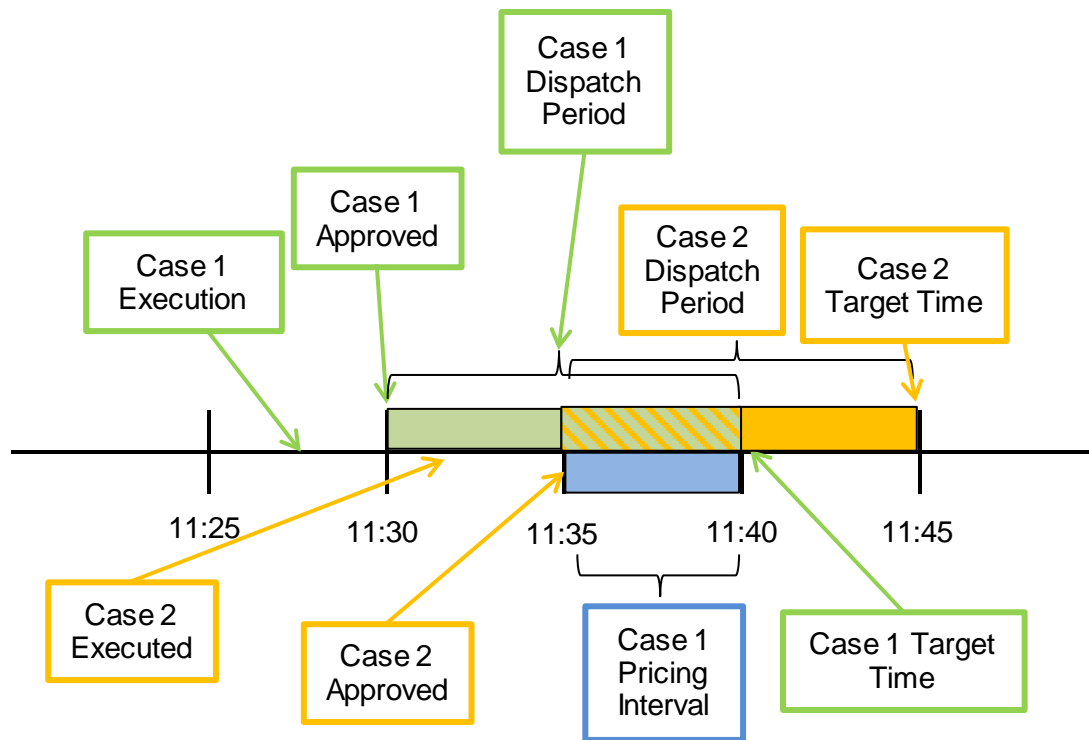 Case 1
Dispatch
Period
Case 1
Approved
Case 2
Dispatch
Period
Case 1
Execution
Case 2
Target Time
11:25
11:30
11:35
11:40
11:45
Case 2
Executed
Case 2
Approved
Case 1
Pricing
Interval
Case 1 Target
Time